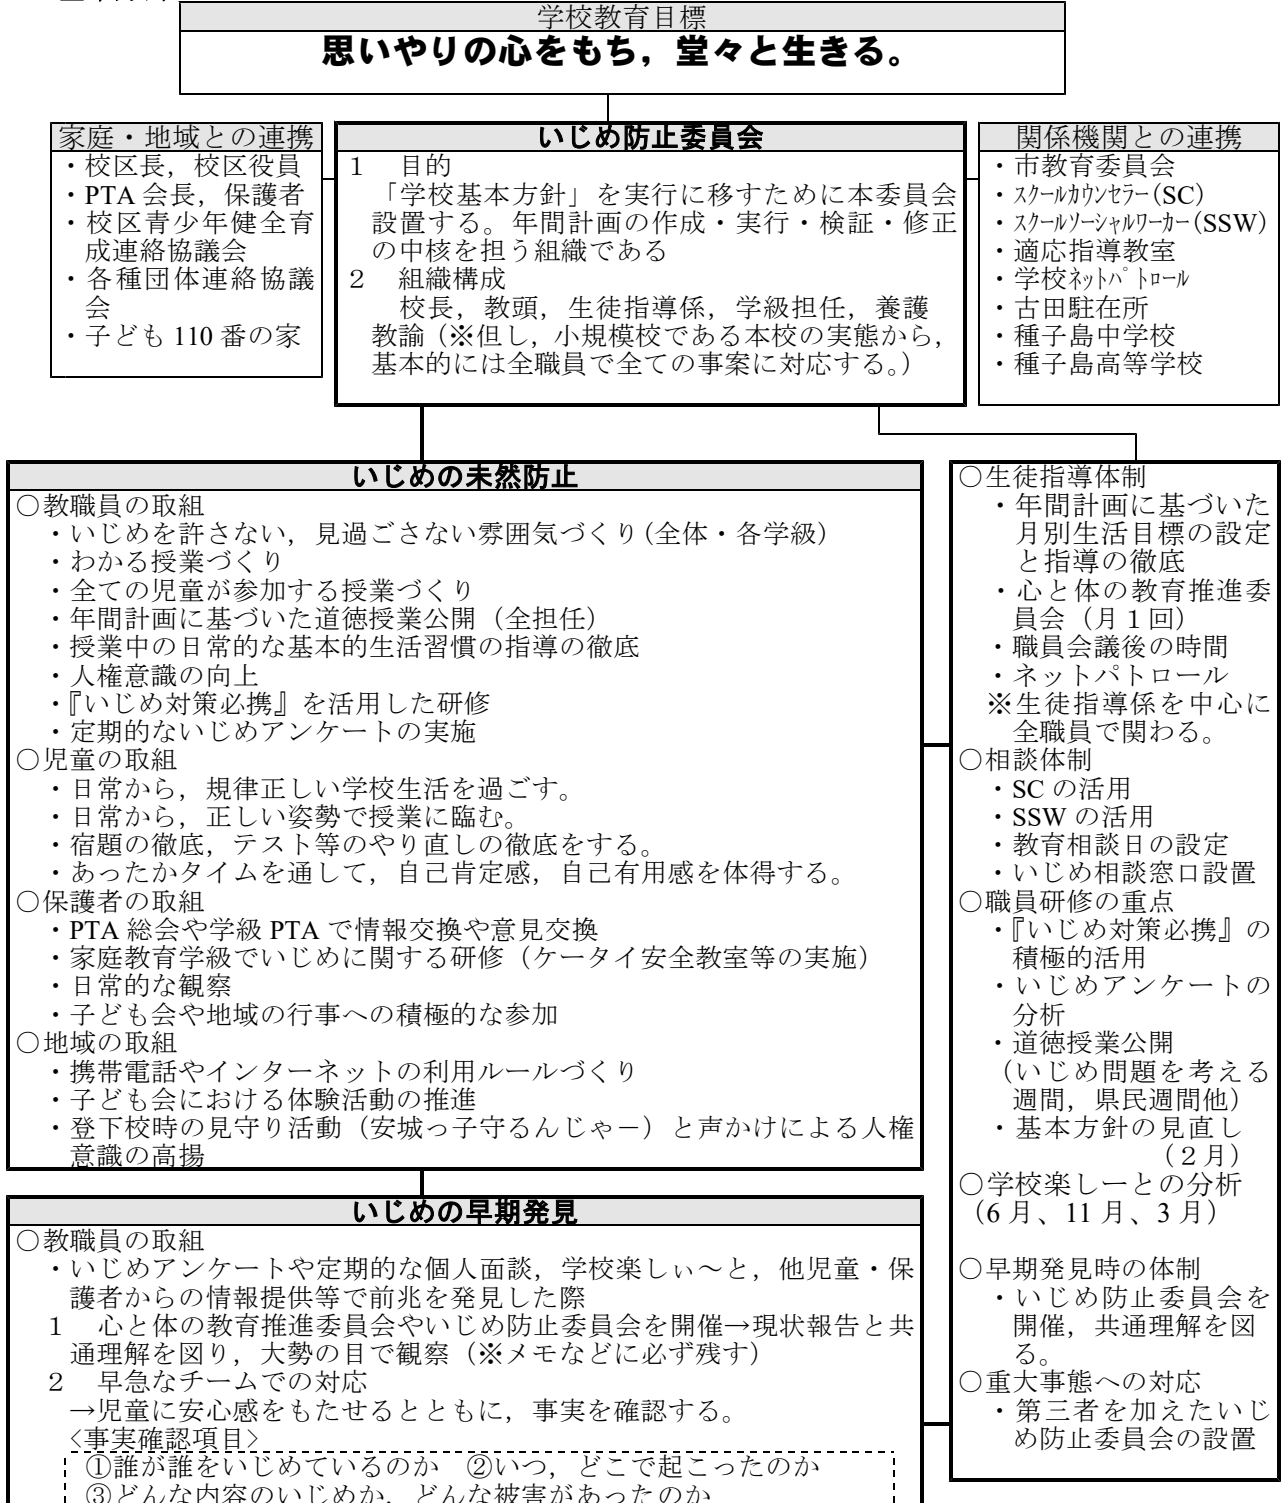 学校教育目標
思いやりの心をもち，堂々と生きる。
家庭・地域との連携
・校区長，校区役員
・PTA 会長，保護者
・校区青少年健全育
成連絡協議会
・各種団体連絡協議
会
・子ども 110 番の家
いじめ防止委員会
1　目的
「学校基本方針」を実行に移すために本委員会
設置する。年間計画の作成・実行・検証・修正
の中核を担う組織である
２　組織構成
校長，教頭，生徒指導係，学級担任，養護
教諭（※但し，小規模校である本校の実態から，
基本的には全職員で全ての事案に対応する。）
関係機関との連携
・市教育委員会
・ｽｸｰﾙｶｳﾝｾﾗｰ(SC)
・ｽｸｰﾙｿｰｼｬﾙﾜｰｶｰ(SSW)
・適応指導教室
・学校ﾈｯﾄﾊﾟﾄﾛｰﾙ
・古田駐在所
・種子島中学校
・種子島高等学校
いじめの未然防止
○教職員の取組
・いじめを許さない，見過ごさない雰囲気づくり(全体・各学級）
・わかる授業づくり
・全ての児童が参加する授業づくり
・年間計画に基づいた道徳授業公開（全担任）
・授業中の日常的な基本的生活習慣の指導の徹底
・人権意識の向上
・『いじめ対策必携』を活用した研修
・定期的ないじめアンケートの実施
○児童の取組
・日常から，規律正しい学校生活を過ごす。
・日常から，正しい姿勢で授業に臨む。
・宿題の徹底，テスト等のやり直しの徹底をする。
・あったかタイムを通して，自己肯定感，自己有用感を体得する。
○保護者の取組
・PTA 総会や学級 PTA で情報交換や意見交換
・家庭教育学級でいじめに関する研修（ケータイ安全教室等の実施）
・日常的な観察
・子ども会や地域の行事への積極的な参加
○地域の取組
・携帯電話やインターネットの利用ルールづくり
・子ども会における体験活動の推進
・登下校時の見守り活動（安城っ子守るんじゃー）と声かけによる人権
意識の高揚
いじめの早期発見
○教職員の取組
・いじめアンケートや定期的な個人面談，学校楽しぃ～と，他児童・保
護者からの情報提供等で前兆を発見した際
１　心と体の教育推進委員会やいじめ防止委員会を開催→現状報告と共
通理解を図り，大勢の目で観察（※メモなどに必ず残す）
２　早急なチームでの対応
→児童に安心感をもたせるとともに，事実を確認する。
〈事実確認項目〉
①誰が誰をいじめているのか　②いつ，どこで起こったのか
③どんな内容のいじめか，どんな被害があったのか
○生徒指導体制
・年間計画に基づいた
月別生活目標の設定
と指導の徹底
・心と体の教育推進委
員会（月１回）
・職員会議後の時間
・ネットパトロール
※生徒指導係を中心に
全職員で関わる。
○相談体制
・SC の活用
・SSW の活用
・教育相談日の設定
・いじめ相談窓口設置
○職員研修の重点
・『いじめ対策必携』の
積極的活用
・いじめアンケートの
分析
・道徳授業公開
（いじめ問題を考える
週間，県民週間他）
・基本方針の見直し
（２月）
○学校楽しーとの分析
（6 月、11 月、3 月）
○早期発見時の体制
・いじめ防止委員会を
開催，共通理解を図
る。
○重大事態への対応
・第三者を加えたいじ
め防止委員会の設置